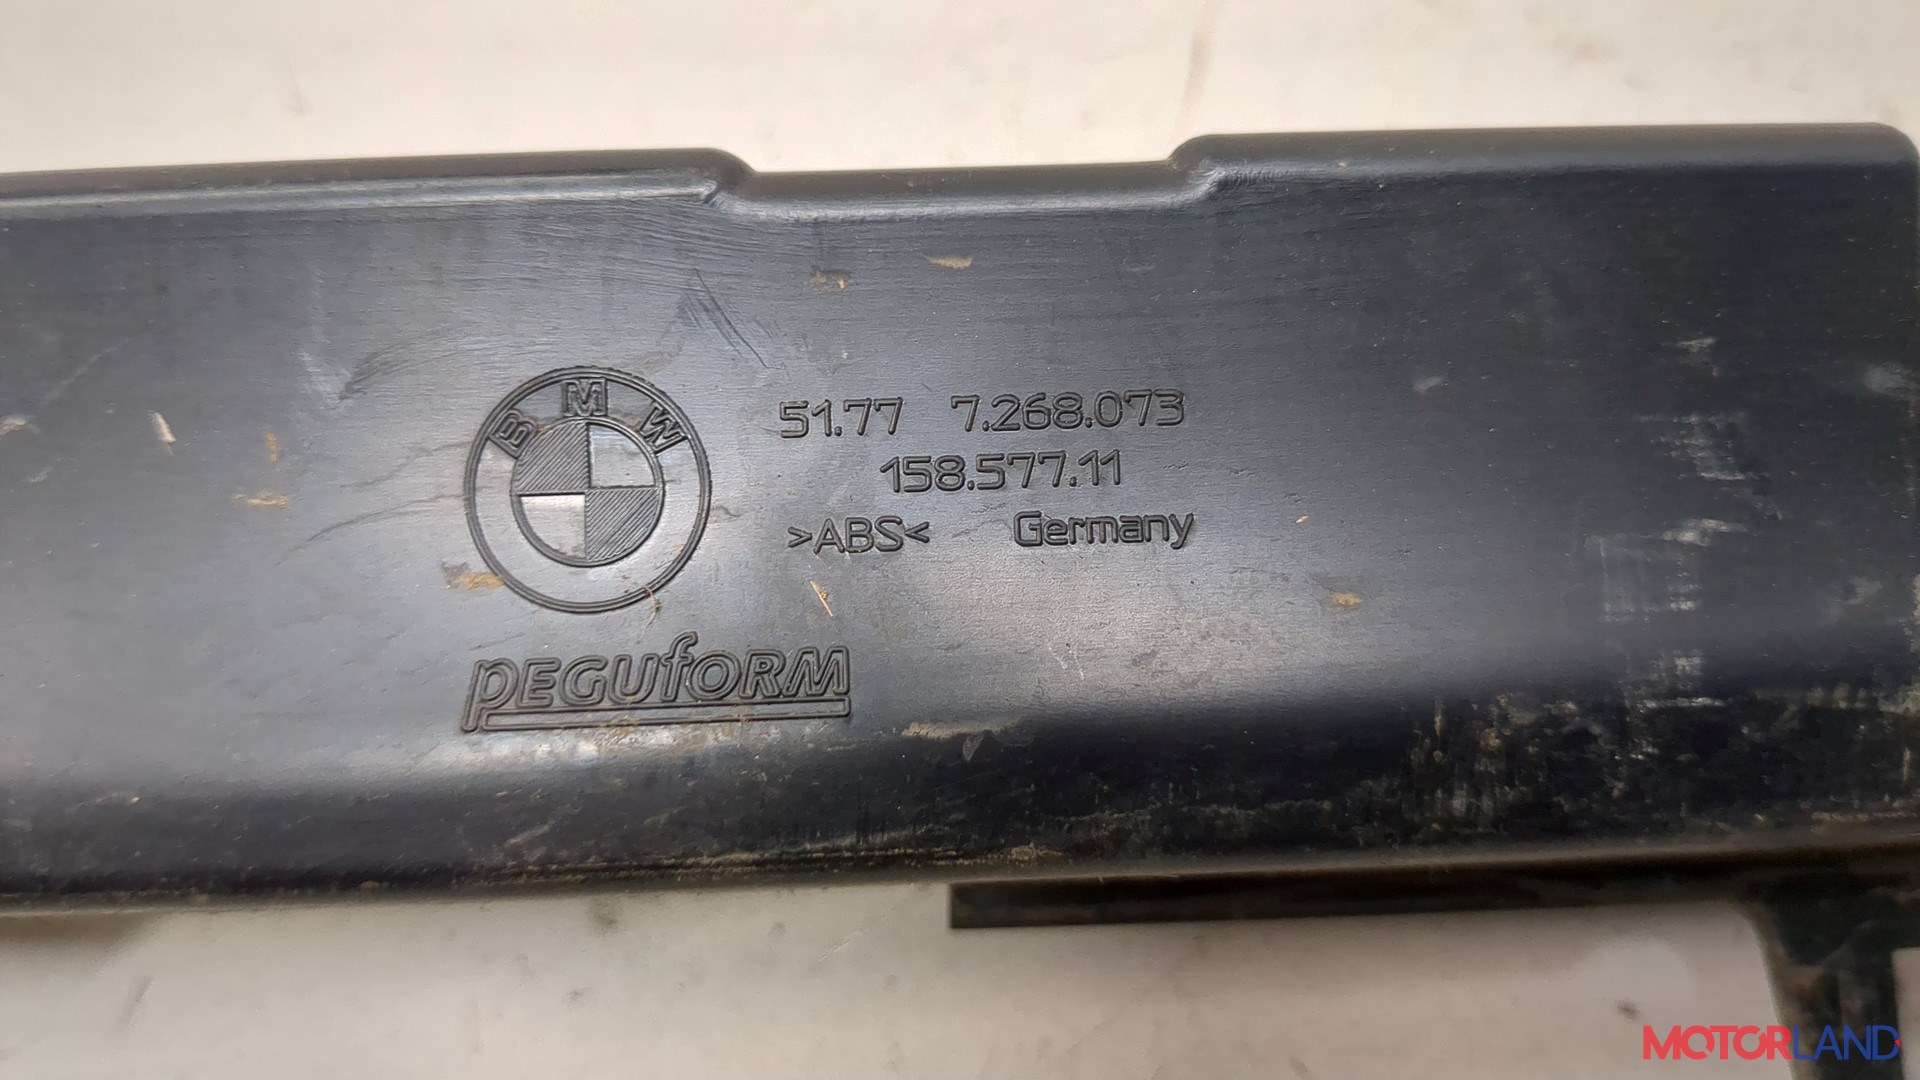 BMW
51.77 7.268.073
158.577.11
>ABS< Germany
PEGUfORM
MOTORLAND